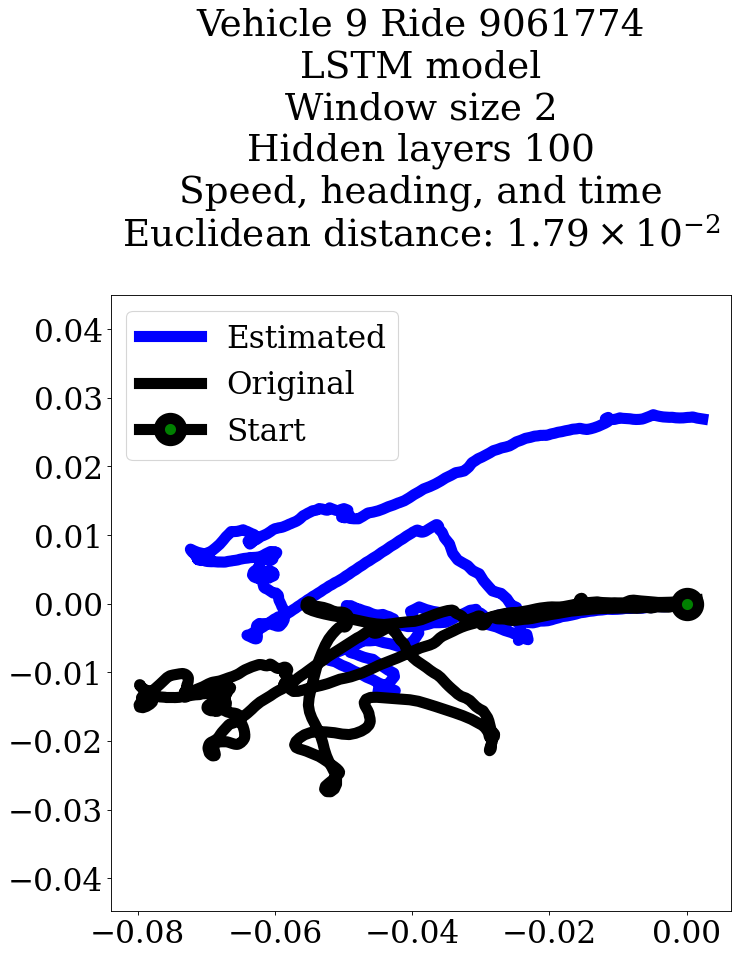 Vehicle 9 Ride 9061774
LSTM model
Window size 2
Hidden layers 100
Speed, heading, and time
Euclidean distance: 1.79 × 10⁻²
Estimated
Original
Start
0.04
0.03
0.02
0.01
0.00
−0.01
−0.02
−0.03
−0.04
−0.08
−0.06
−0.04
−0.02
0.00